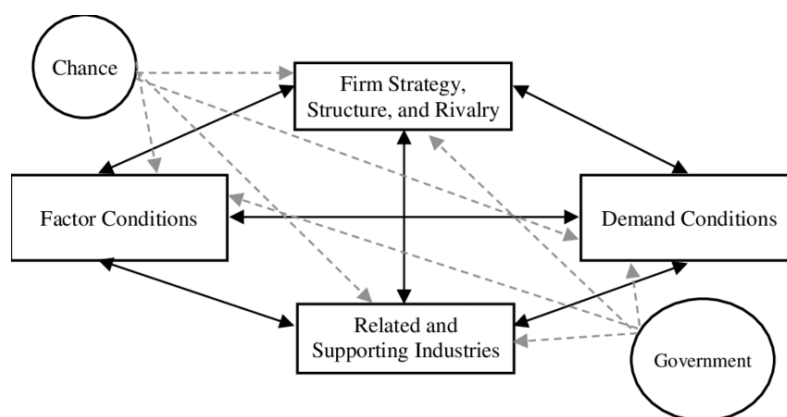 Chance
Firm Strategy,
Structure, and Rivalry
Factor Conditions
Demand Conditions
Related and
Supporting Industries
Government